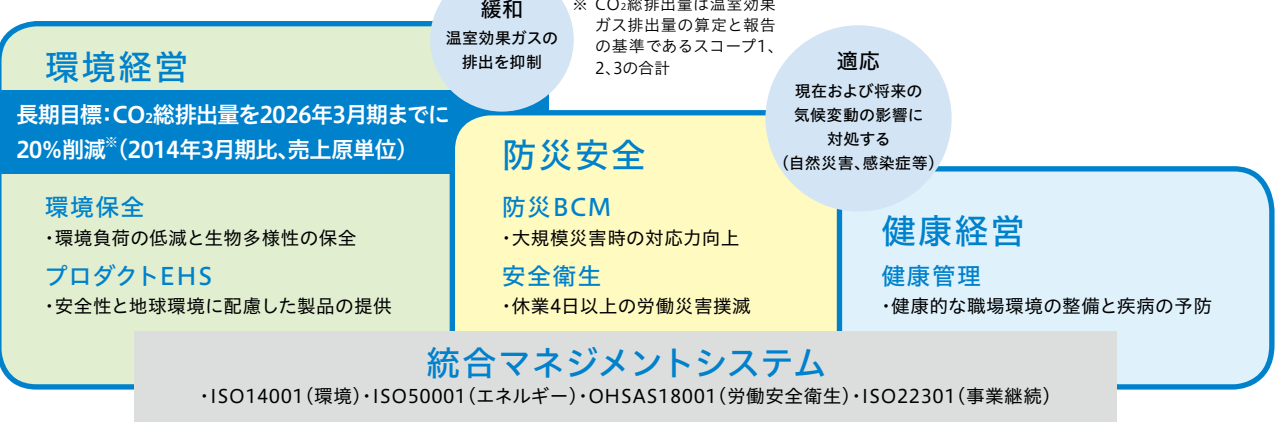 緩和
温室効果ガスの
排出を抑制
※ CO₂総排出量は温室効果
ガス排出量の算定と報告
の基準であるスコープ1、
2、3の合計
適応
現在および将来の
気候変動の影響に
対処する
（自然災害、感染症等）
環境経営
長期目標：CO₂総排出量を2026年3月期までに
20%削減※（2014年3月期比、売上原単位）
環境保全
・環境負荷の低減と生物多様性の保全
プロダクトEHS
・安全性と地球環境に配慮した製品の提供
防災安全
防災BCM
・大規模災害時の対応力向上
安全衛生
・休業4日以上の労働災害撲滅
健康経営
健康管理
・健康的な職場環境の整備と疾病の予防
統合マネジメントシステム
・ISO14001（環境）・ISO50001（エネルギー）・OHSAS18001（労働安全衛生）・ISO22301（事業継続）